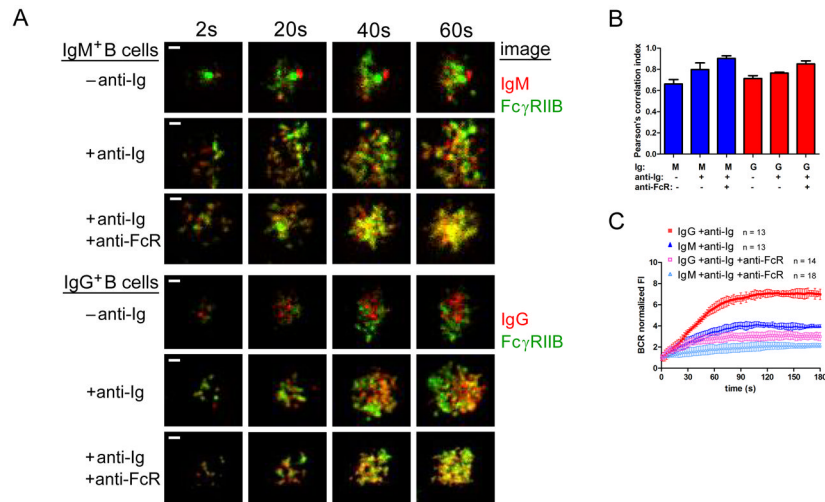 A
2s 20s 40s 60s
IgM+B cells
image
−anti-Ig
IgM
FcγRIIB
+anti-Ig
+anti-Ig
+anti-FcR
IgG+B cells
−anti-Ig
IgG
FcγRIIB
+anti-Ig
+anti-Ig
+anti-FcR
B
Pearson's correlation index
1.0
0.8
0.6
0.4
0.2
0.0
Ig: M M M G G G
anti-Ig: - + + - + +
anti-FcR: - - + - - +
C
IgG +anti-Ig n = 13
IgM +anti-Ig n = 13
IgG +anti-Ig +anti-FcR n = 14
IgM +anti-Ig +anti-FcR n = 18
BCR normalized FI
10
8
6
4
2
0
0 30 60 90 120 150 180
time (s)